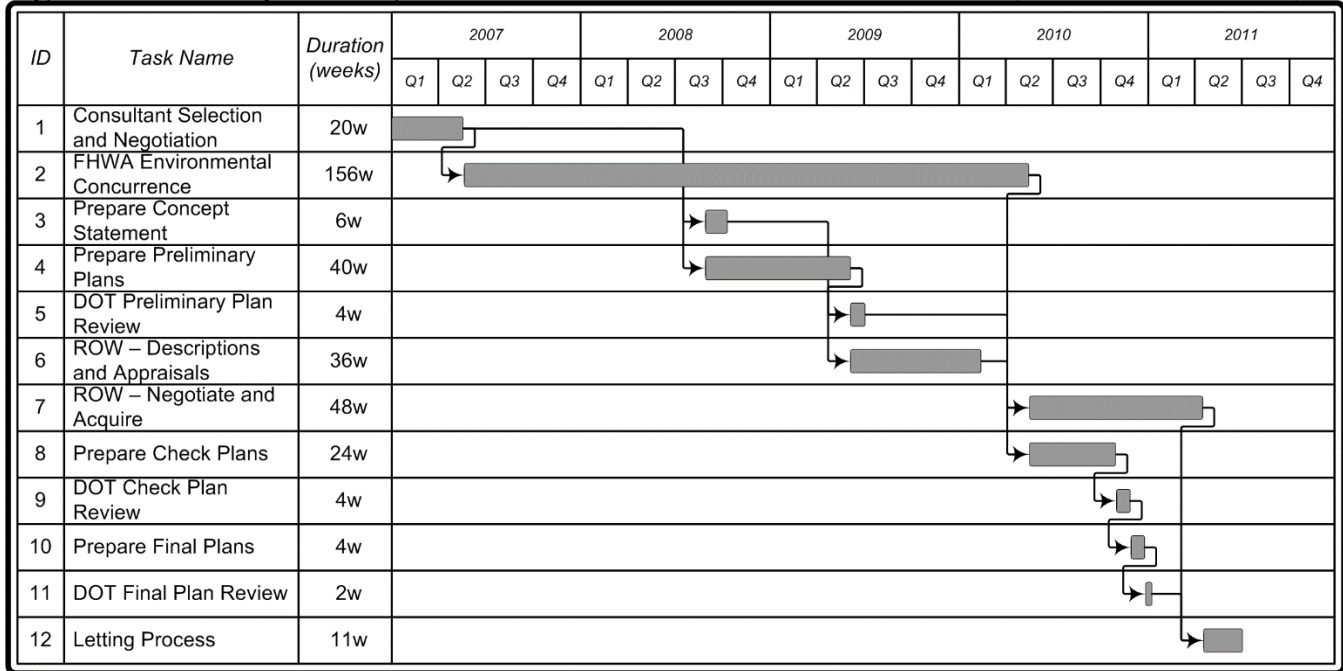 ID Task Name Duration (weeks) 2007 2008 2009 2010 2011
Q1 Q2 Q3 Q4 Q1 Q2 Q3 Q4 Q1 Q2 Q3 Q4 Q1 Q2 Q3 Q4 Q1 Q2 Q3 Q4
1 Consultant Selection and Negotiation 20w
2 FHWA Environmental Concurrence 156w
3 Prepare Concept Statement 6w
4 Prepare Preliminary Plans 40w
5 DOT Preliminary Plan Review 4w
6 ROW – Descriptions and Appraisals 36w
7 ROW – Negotiate and Acquire 48w
8 Prepare Check Plans 24w
9 DOT Check Plan Review 4w
10 Prepare Final Plans 4w
11 DOT Final Plan Review 2w
12 Letting Process 11w